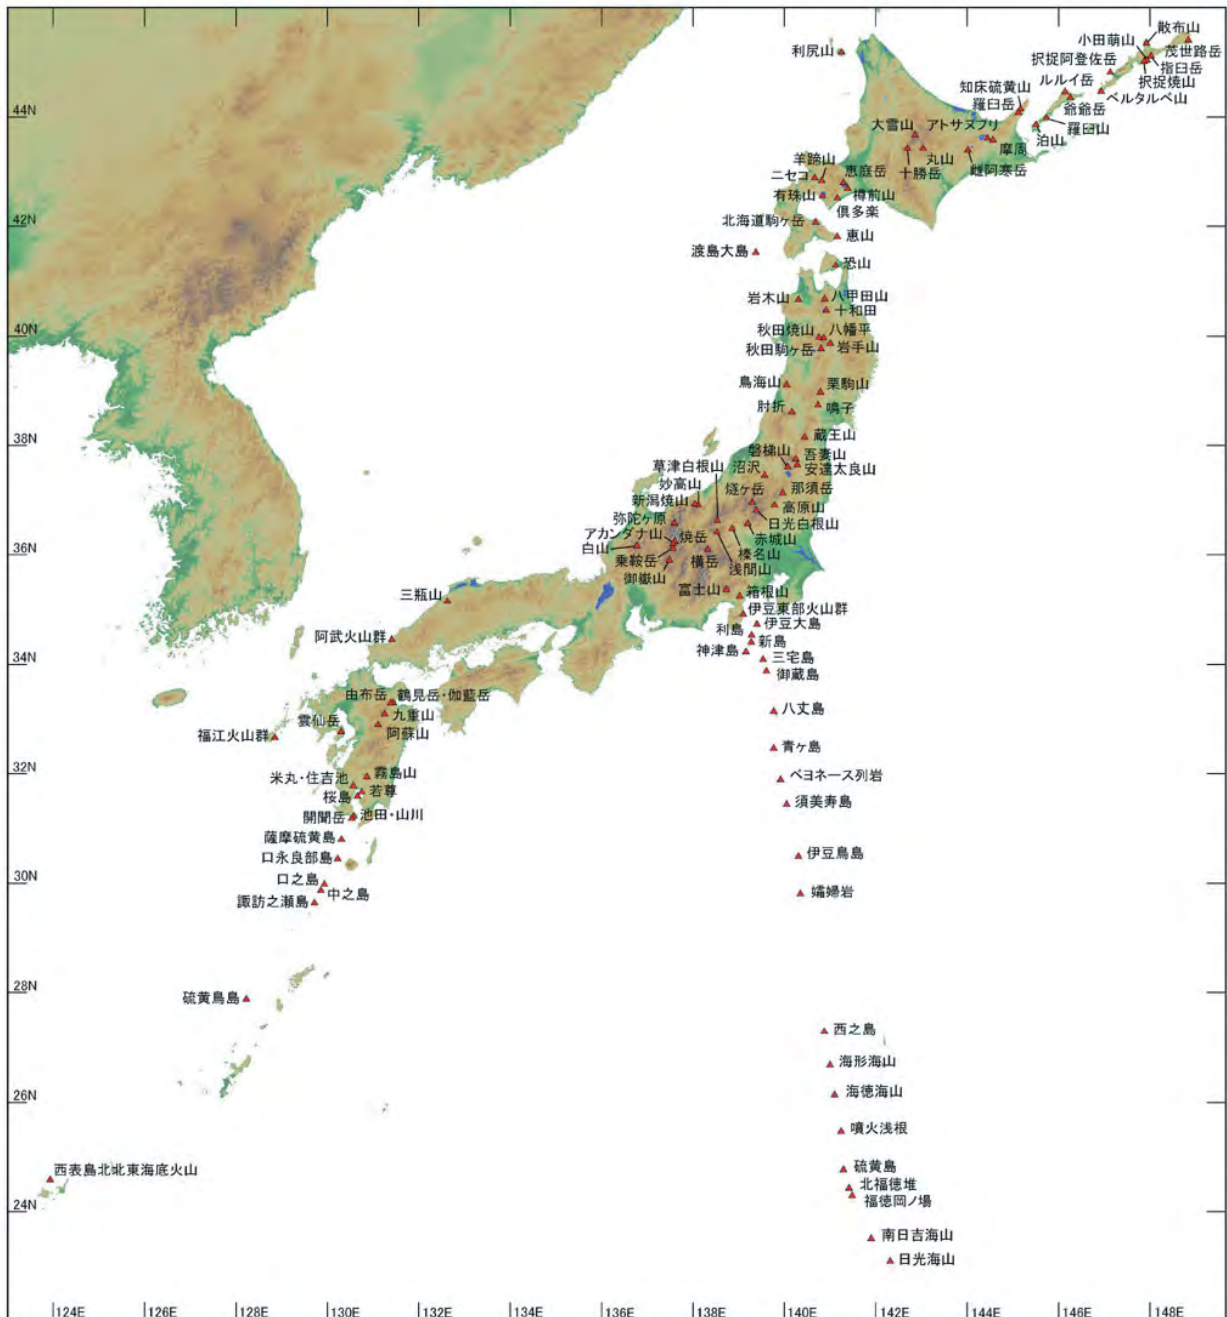 散布山
小田萌山
茂世路岳
利尻山
択捉阿登佐岳
指臼岳
択捉焼山
ルルイ岳
知床硫黄山
ベルタルベ山
爺爺岳
羅臼岳
44N
大雪山
アトサヌプリ
羅臼山
泊山
摩周
丸山
羊蹄山
恵庭岳
雌阿寒岳
十勝岳
ニセコ
有珠山
樽前山
倶多楽
42N
北海道駒ヶ岳
恵山
渡島大島
恐山
岩木山
八甲田山
十和田
40N
秋田焼山
八幡平
秋田駒ヶ岳
岩手山
鳥海山
栗駒山
肘折
鳴子
38N
蔵王山
磐梯山
吾妻山
草津白根山
沼沢
安達太良山
妙高山
燧ヶ岳
那須岳
新潟焼山
高原山
弥陀ヶ原
日光白根山
アカンダナ山
焼岳
赤城山
36N
白山
榛名山
乗鞍岳
横岳
浅間山
御嶽山
富士山
箱根山
三瓶山
伊豆東部火山群
伊豆大島
利島
阿武火山群
新島
神津島
34N
三宅島
御蔵島
由布岳
鶴見岳・伽藍岳
八丈島
九重山
雲仙岳
阿蘇山
福江火山群
青ヶ島
32N
霧島山
ベヨネース列岩
米丸・住吉池
若尊
桜島
須美寿島
池田・山川
開聞岳
薩摩硫黄島
口永良部島
伊豆鳥島
30N
口之島
中之島
孀婦岩
諏訪之瀬島
28N
硫黄鳥島
西之島
海形海山
26N
海徳海山
噴火浅根
西表島北北東海底火山
硫黄島
北福徳堆
福徳岡ノ場
24N
南日吉海山
日光海山
124E
126E
128E
130E
132E
134E
136E
138E
140E
142E
144E
146E
148E